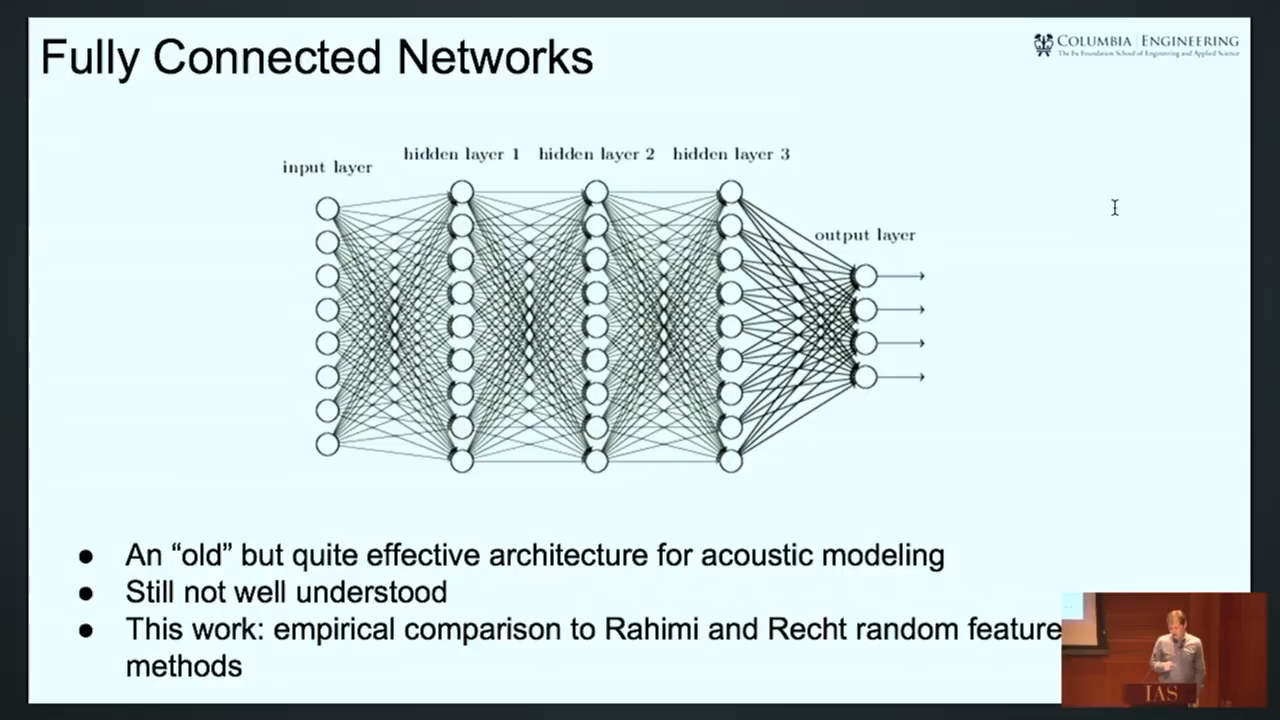 Fully Connected Networks
COLUMBIA | ENGINEERING
The Fu Foundation School of Engineering and Applied Science
hidden layer 1 hidden layer 2 hidden layer 3
input layer
output layer
● An “old” but quite effective architecture for acoustic modeling
● Still not well understood
● This work: empirical comparison to Rahimi and Recht random feature
methods
IAS